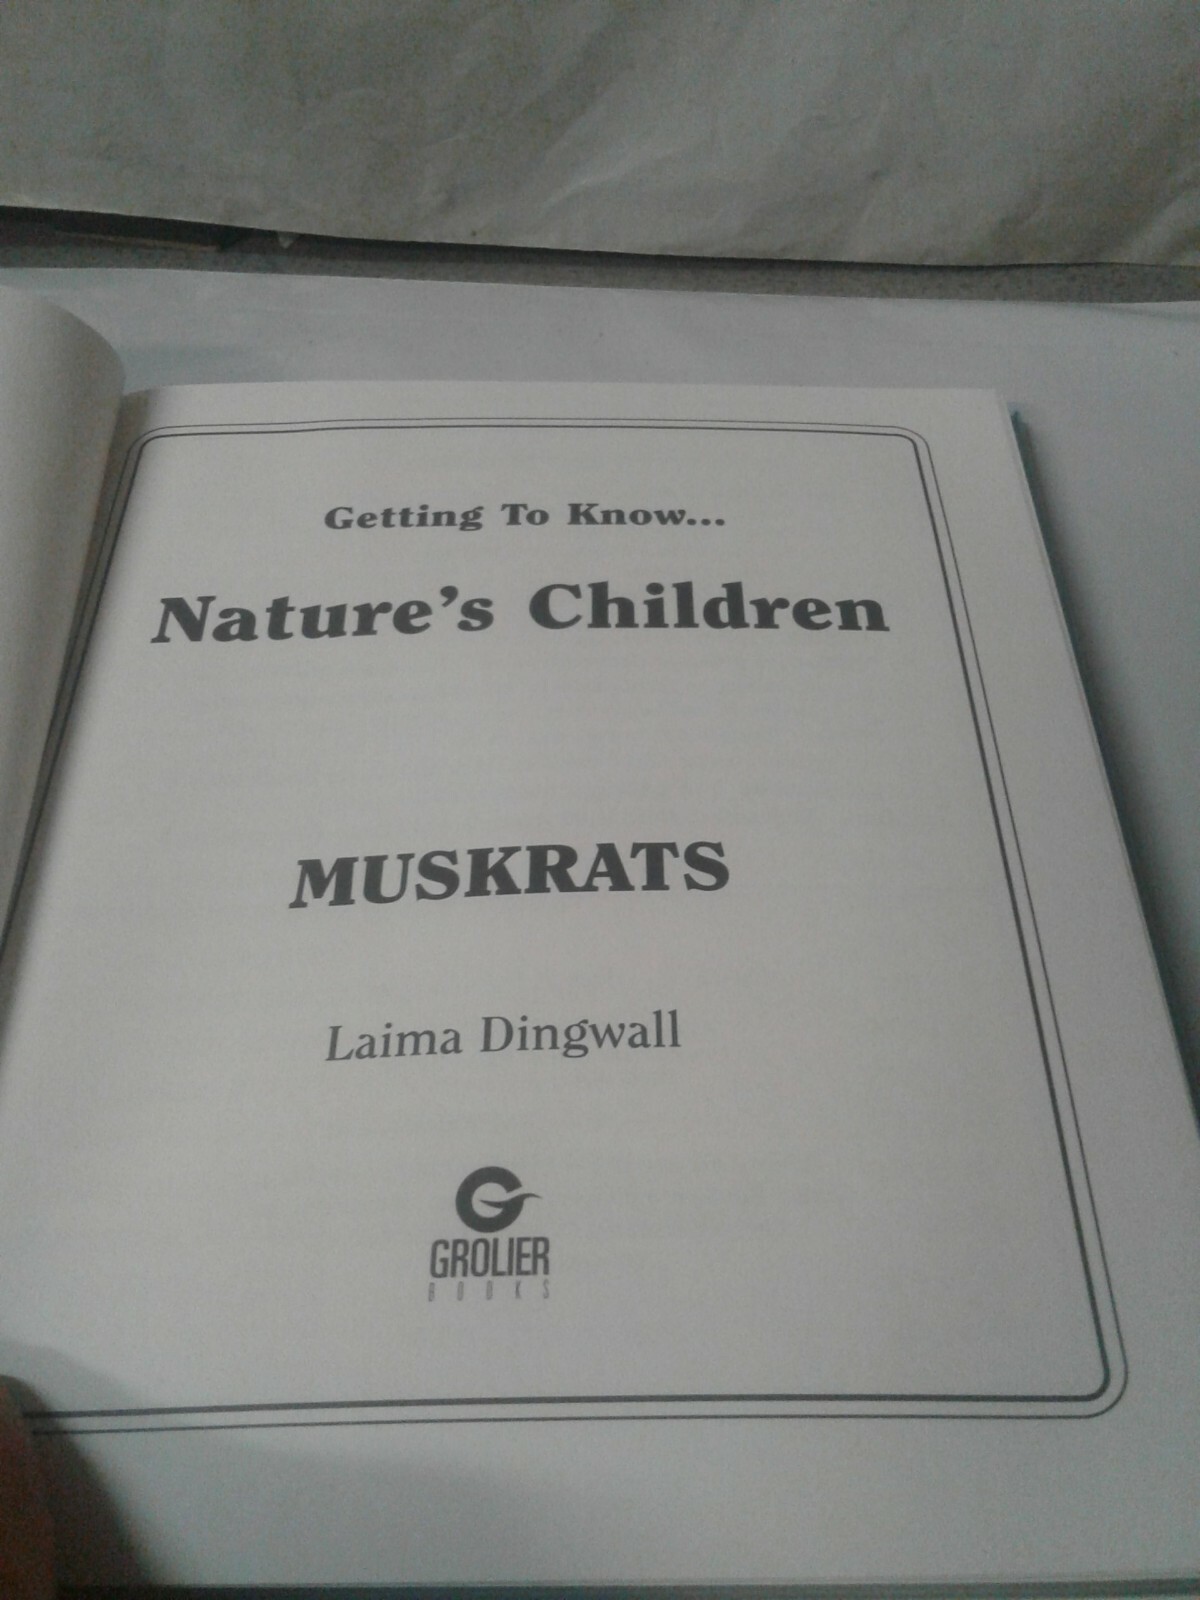 Getting To Know...
Nature's Children
MUSKRATS
Laima Dingwall
G
GROLIER
BOOKS